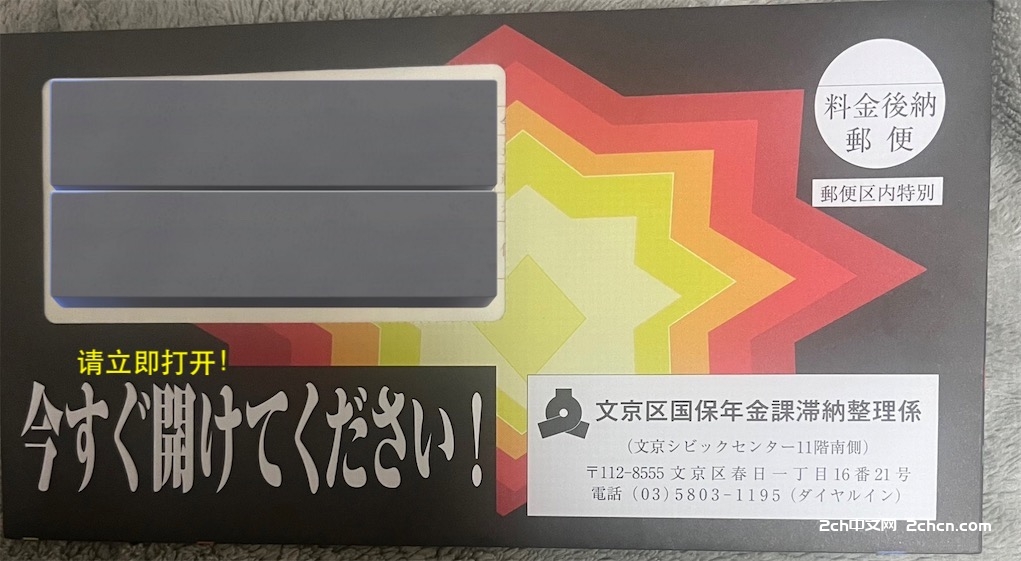 料金後納
郵便
郵便区内特別
请立即打开！
今すぐ開けてください！
文京区国保年金課滞納整理係
（文京シビックセンター11階南側）
〒112-8555 文京区春日一丁目16番21号
電話（03）5803-1195（ダイヤルイン）
2ch中文网 2chcn.com